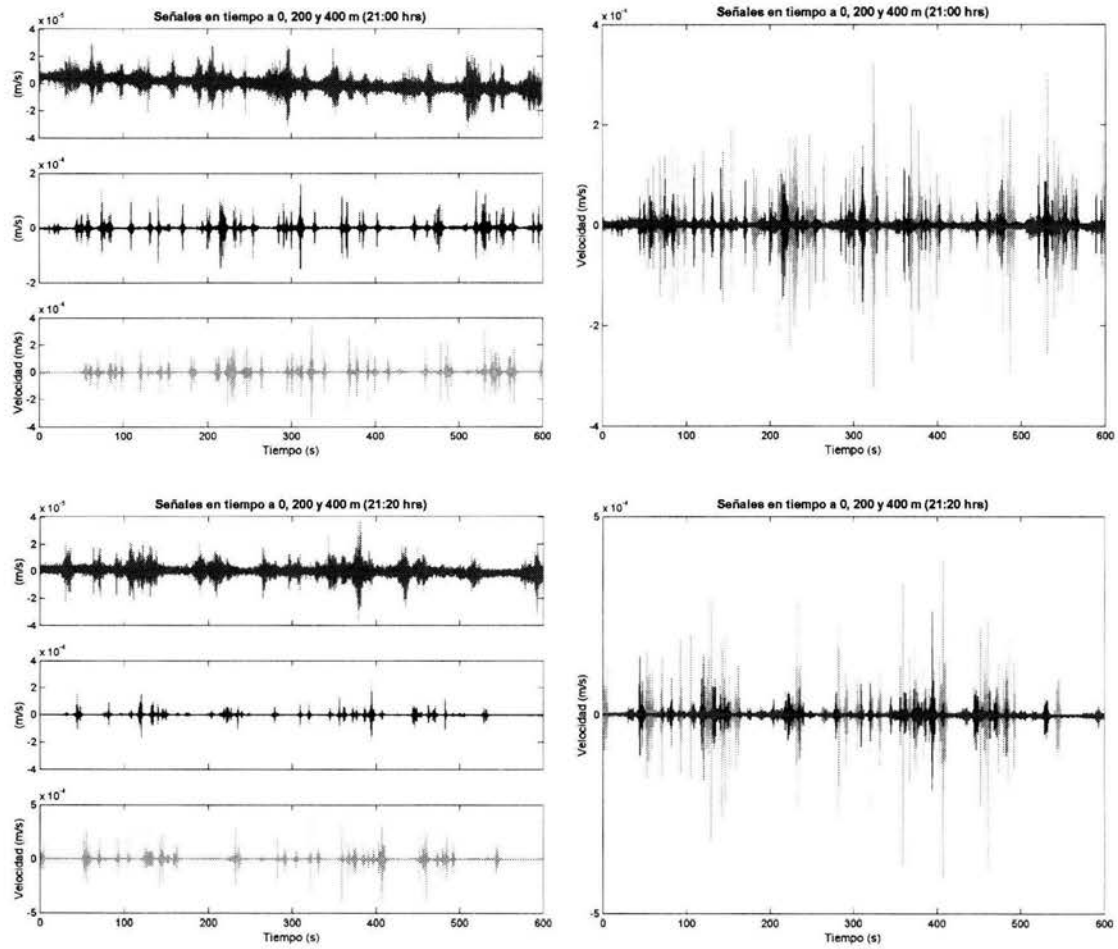 Señales en tiempo a 0, 200 y 400 m (21:00 hrs)
x 10⁻⁵
4
2
0
-2
-4
(m/s)
x 10⁻⁴
2
0
-2
(m/s)
x 10⁻⁴
4
2
0
-2
-4
Velocidad (m/s)
0 100 200 300 400 500 600
Tiempo (s)
Señales en tiempo a 0, 200 y 400 m (21:00 hrs)
x 10⁻⁴
4
2
0
-2
-4
Velocidad (m/s)
0 100 200 300 400 500 600
Tiempo (s)
Señales en tiempo a 0, 200 y 400 m (21:20 hrs)
x 10⁻⁵
4
2
0
-2
-4
(m/s)
x 10⁻⁴
4
2
0
-2
-4
(m/s)
x 10⁻⁴
5
0
-5
Velocidad (m/s)
0 100 200 300 400 500 600
Tiempo (s)
Señales en tiempo a 0, 200 y 400 m (21:20 hrs)
x 10⁻⁴
5
0
-5
Velocidad (m/s)
0 100 200 300 400 500 600
Tiempo (s)